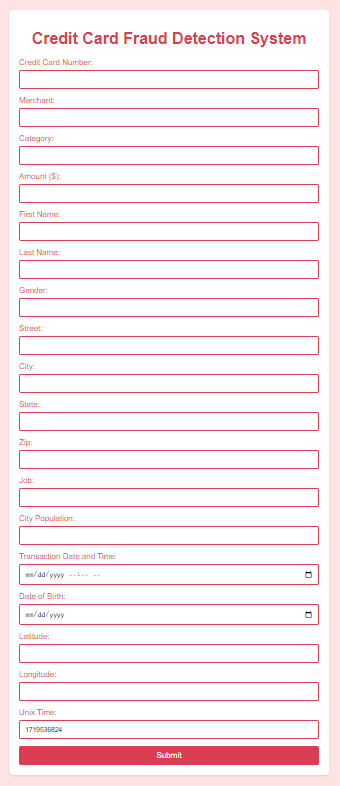 Credit Card Fraud Detection System
Credit Card Number:
Merchant:
Category:
Amount ($):
First Name:
Last Name:
Gender:
Street:
City:
State:
Zip:
Job:
City Population:
Transaction Date and Time:
mm/dd/yyyy --:-- --
Date of Birth:
mm/dd/yyyy
Latitude:
Longitude:
Unix Time:
1719536824
Submit